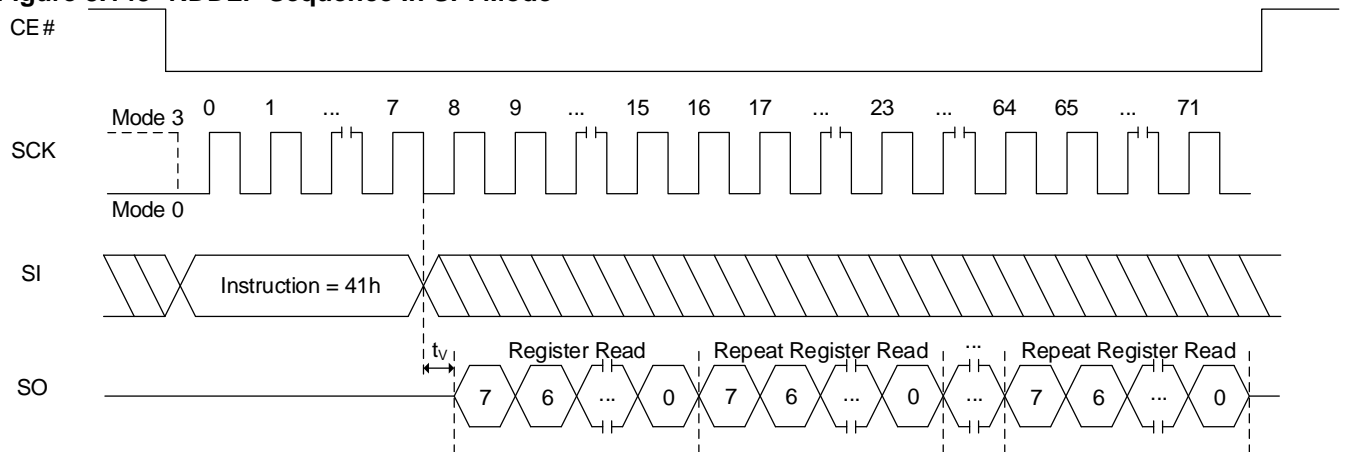 CE#
Mode 3 0 1 ... 7 8 9 ... 15 16 17 ... 23 ... 64 65 ... 71
SCK
Mode 0
SI Instruction = 41h
tV Register Read Repeat Register Read ... Repeat Register Read
SO 7 6 ... 0 7 6 ... 0 ... 7 6 ... 0